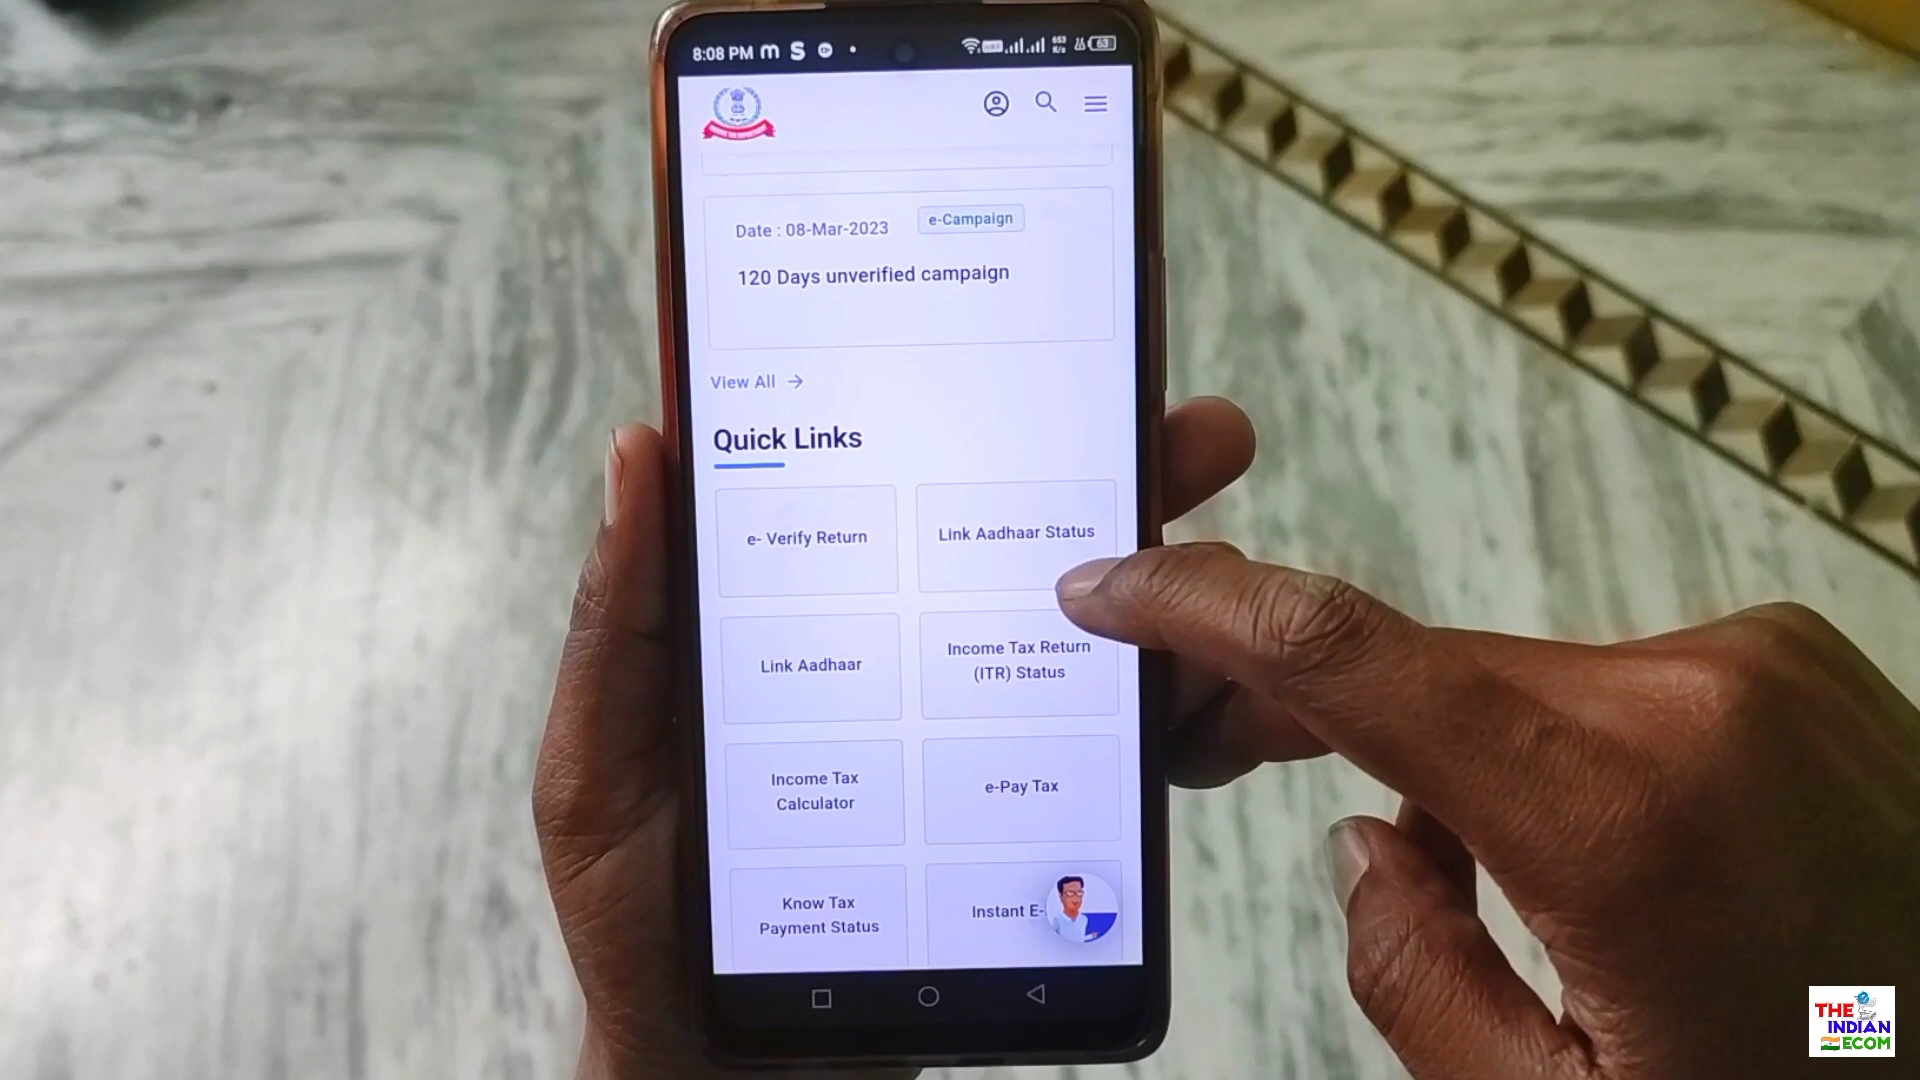 8:08 PM
63
Date : 08-Mar-2023 e-Campaign
120 Days unverified campaign
View All →
Quick Links
e- Verify Return
Link Aadhaar Status
Link Aadhaar
Income Tax Return
(ITR) Status
Income Tax
Calculator
e-Pay Tax
Know Tax
Payment Status
Instant E-
THE
INDIAN
ECOM